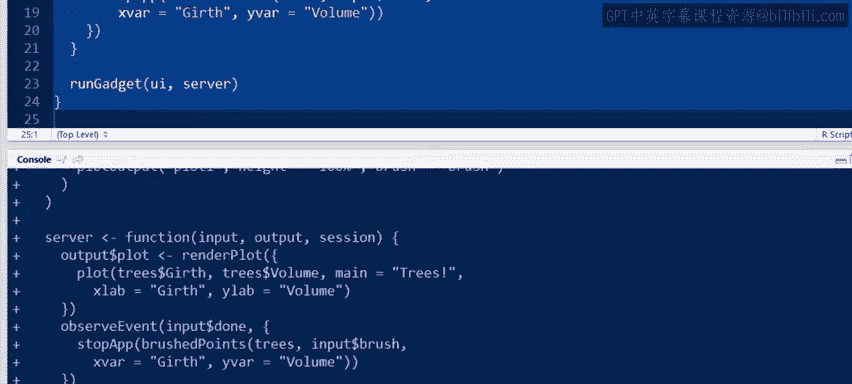 GPT中英字幕课程资源@bilibili.com
19
xvar = "Girth", yvar = "Volume"))
20 })
21 }
22
23 runGadget(ui, server)
24 }
25
25:1 (Top Level) R Script
Console ~/
+ )
+ )
+
+ server <- function(input, output, session) {
+ output$plot <- renderPlot({
+ plot(trees$Girth, trees$Volume, main = "Trees!",
+ xlab = "Girth", ylab = "Volume")
+ })
+ observeEvent(input$done, {
+ stopApp(brushedPoints(trees, input$brush,
+ xvar = "Girth", yvar = "Volume"))
+ })